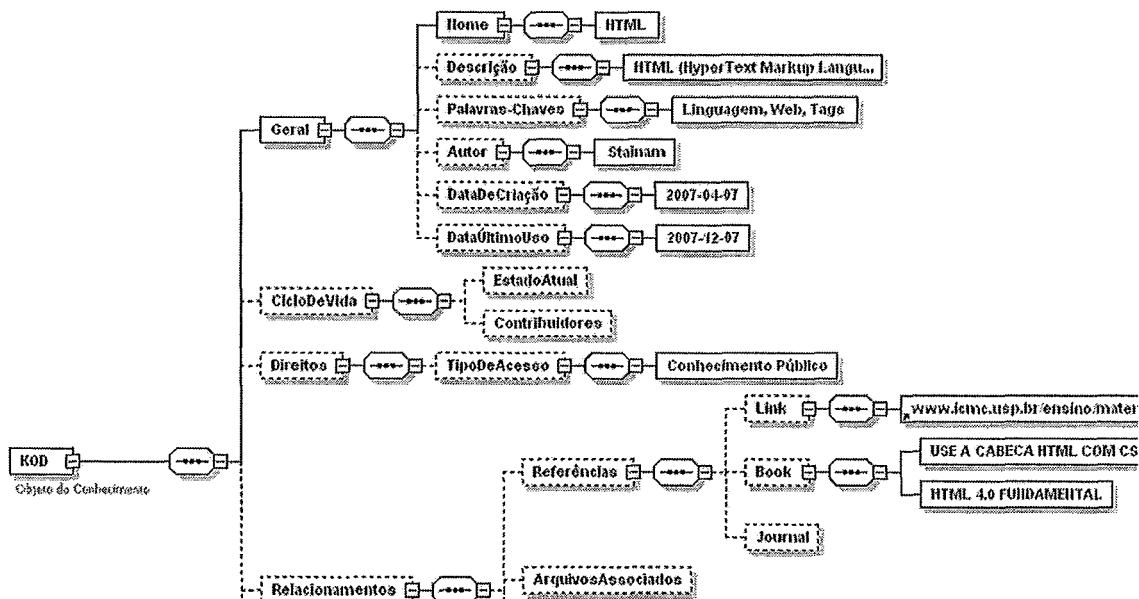 Nome
HTML
Descrição
HTML (HyperText Markup Langu...
Palavras-Chaves
Linguagem, Web, Tags
Geral
Autor
Stainam
DataDeCriação
2007-04-07
DataÚltimoUso
2007-12-07
CicloDeVida
EstadoAtual
Contribuidores
Direitos
TipoDeAcesso
Conhecimento Público
Link
www.icmc.usp.br/ensino/mater
KOD
Objeto do Conhecimento
Referências
Book
USE A CABECA HTML COM CS
HTML 4.0 FUNDAMENTAL
Journal
Relacionamentos
ArquivosAssociados